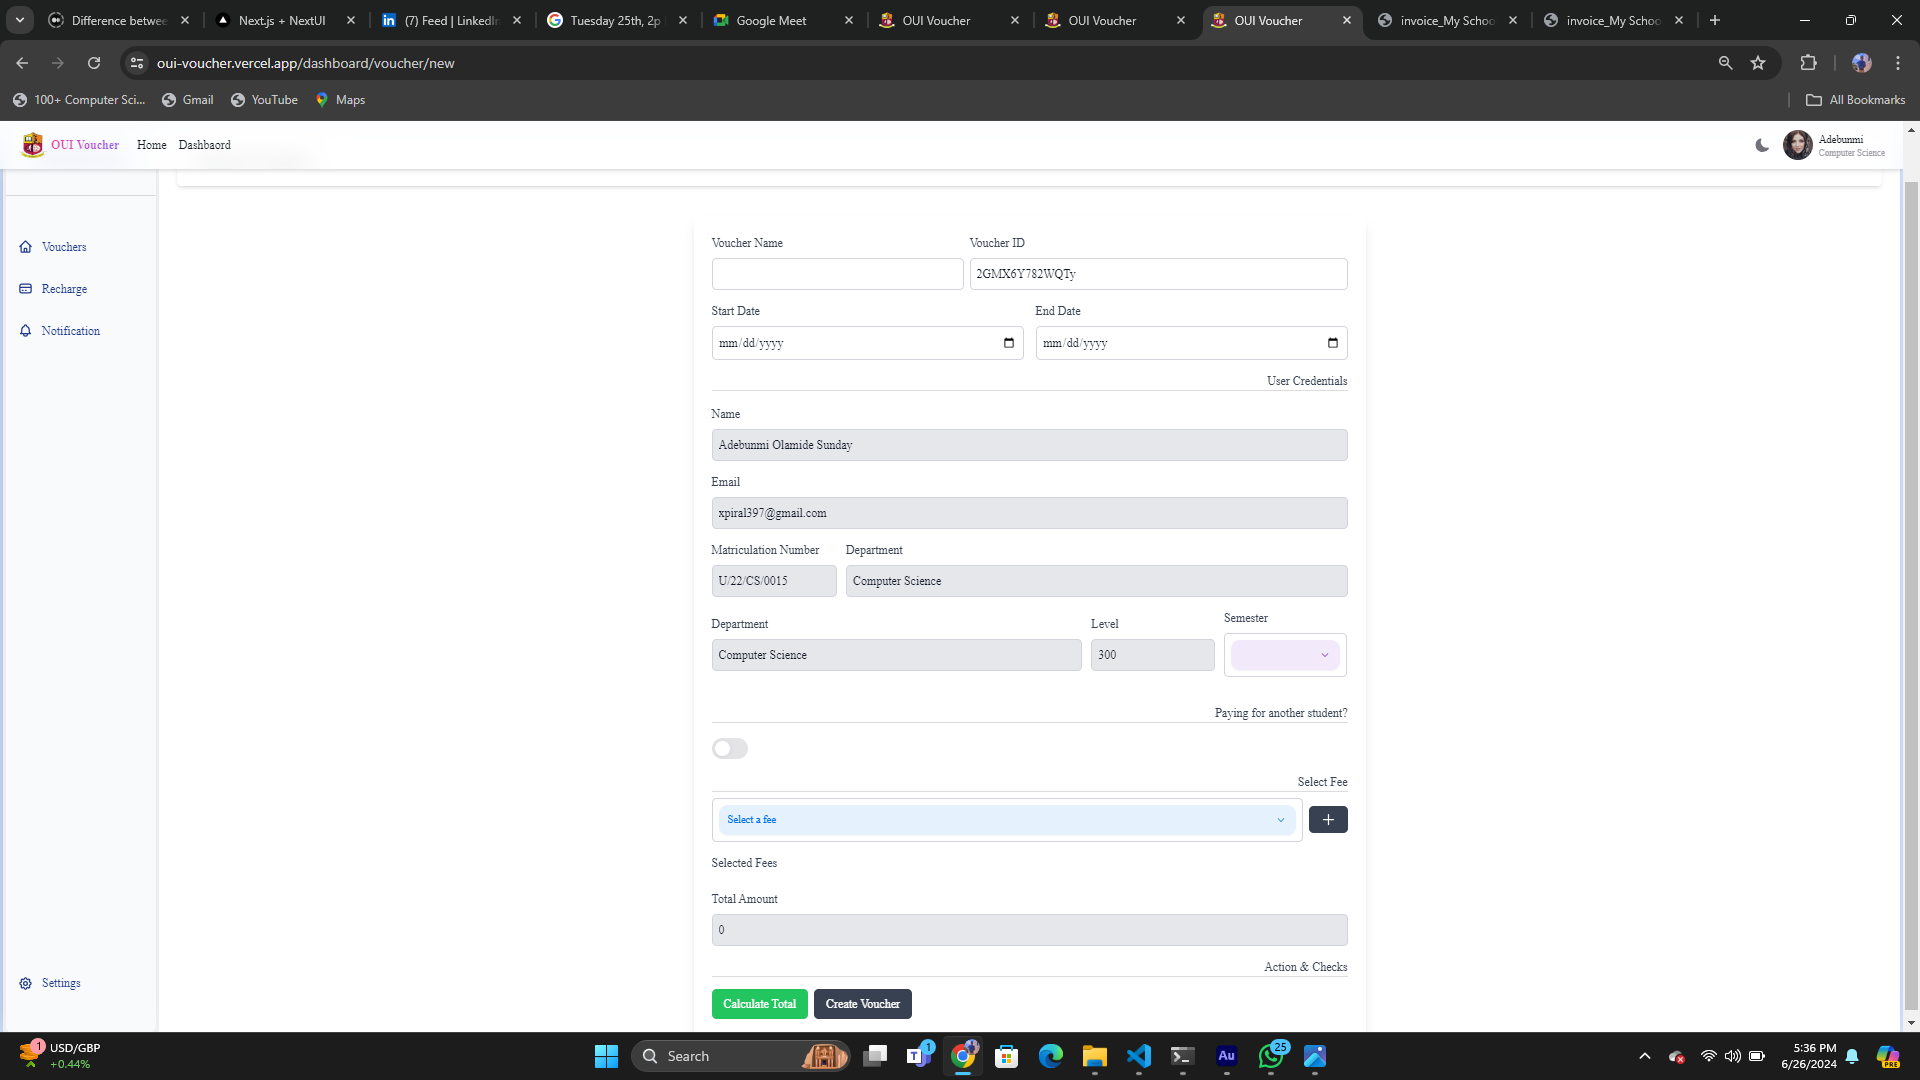 Difference betwee
Next.js + NextUI
(7) Feed | LinkedIn
Tuesday 25th, 2p
Google Meet
OUI Voucher
OUI Voucher
OUI Voucher
invoice_My Schoo
invoice_My Schoo
oui-voucher.vercel.app/dashboard/voucher/new
100+ Computer Sci...
Gmail
YouTube
Maps
All Bookmarks
OUI Voucher
Home
Dashbaord
Adebunmi
Computer Science
Vouchers
Recharge
Notification
Settings
Voucher Name
Voucher ID
2GMX6Y782WQTy
Start Date
End Date
mm/dd/yyyy
mm/dd/yyyy
User Credentials
Name
Adebunmi Olamide Sunday
Email
xpiral397@gmail.com
Matriculation Number
Department
U/22/CS/0015
Computer Science
Department
Level
Semester
Computer Science
300
Paying for another student?
Select Fee
Select a fee
Selected Fees
Total Amount
0
Action & Checks
Calculate Total
Create Voucher
1
USD/GBP
+0.44%
Search
T
1
Au
25
5:36 PM
6/26/2024
PRE